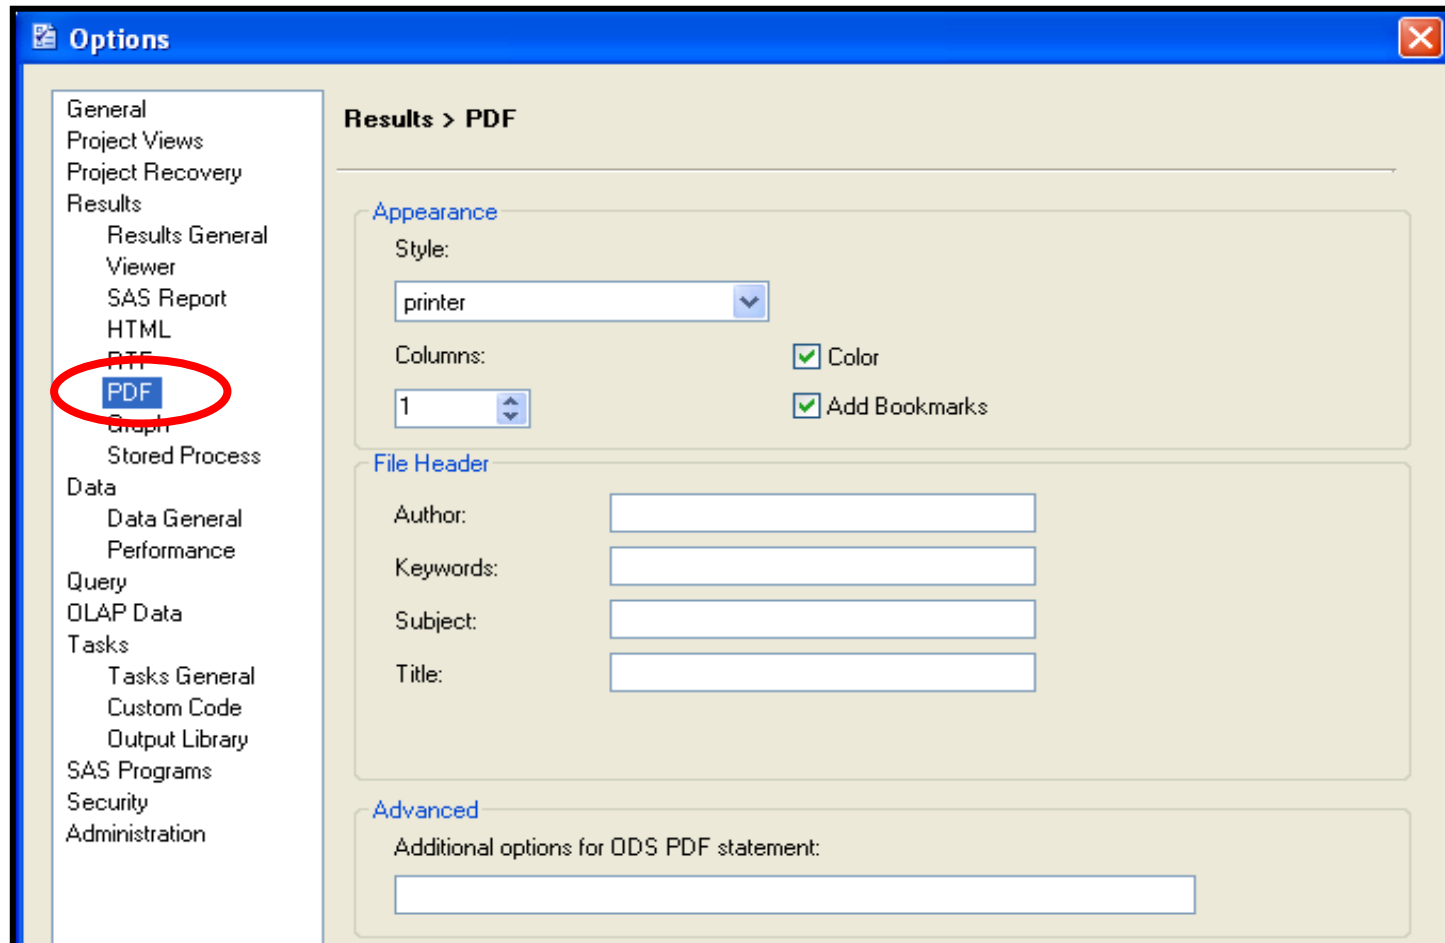 Options
General
Project Views
Project Recovery
Results
Results General
Viewer
SAS Report
HTML
RTF
PDF
Graph
Stored Process
Data
Data General
Performance
Query
OLAP Data
Tasks
Tasks General
Custom Code
Output Library
SAS Programs
Security
Administration
Results > PDF
Appearance
Style:
printer
Columns:
Color
1
Add Bookmarks
File Header
Author:
Keywords:
Subject:
Title:
Advanced
Additional options for ODS PDF statement: